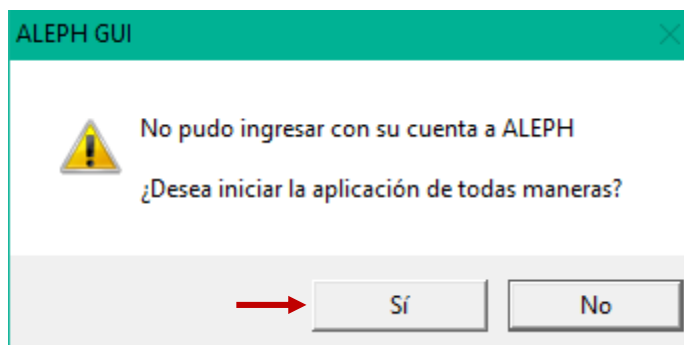 ALEPH GUI
No pudo ingresar con su cuenta a ALEPH
¿Desea iniciar la aplicación de todas maneras?
Sí
No